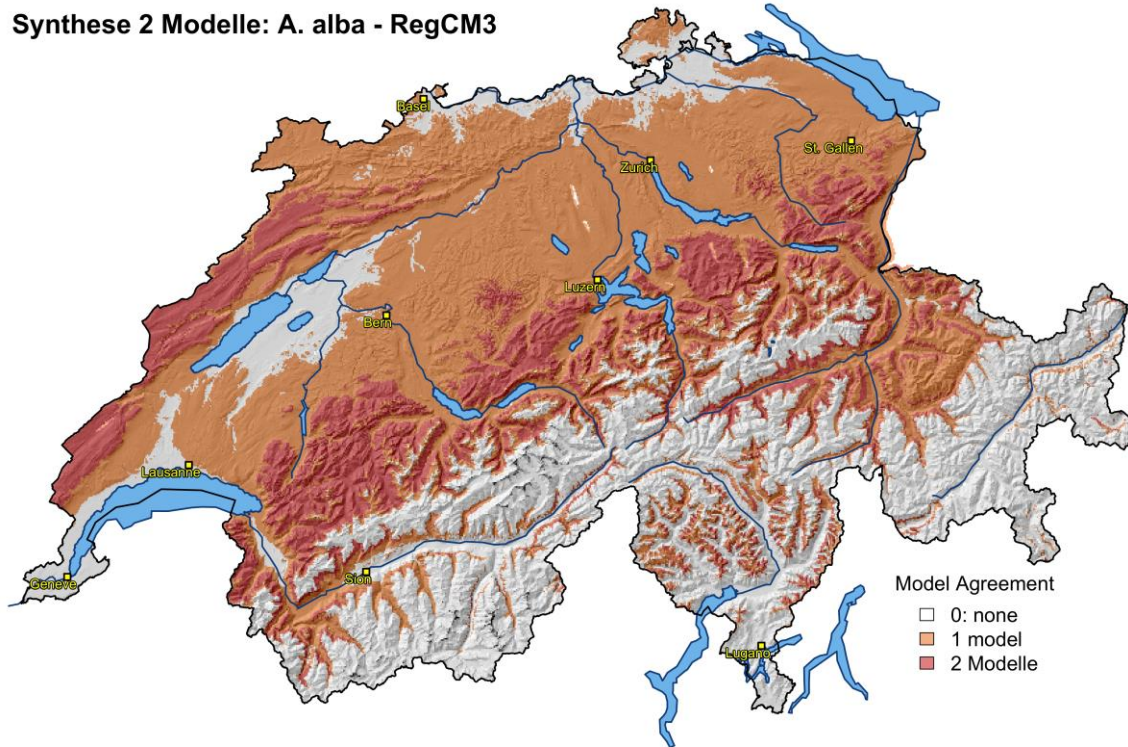 Synthese 2 Modelle: A. alba - RegCM3
Basel
St. Gallen
Zurich
Luzern
Bern
Lausanne
Geneve
Sion
Lugano
Model Agreement
0: none
1 model
2 Modelle